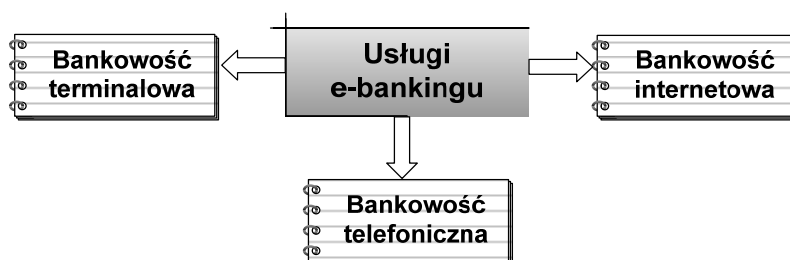 Usługi
e-bankingu
Bankowość
terminalowa
Bankowość
internetowa
Bankowość
telefoniczna